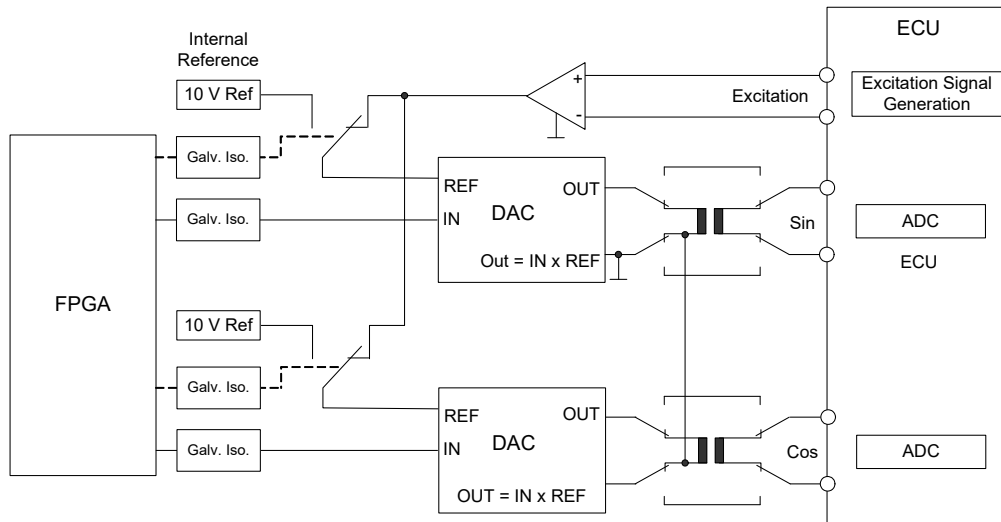 ECU
Internal
Reference
10 V Ref
+
-
Excitation
Excitation Signal
Generation
Galv. Iso.
REF
OUT
DAC
IN
Galv. Iso.
Sin
ADC
Out = IN x REF
ECU
FPGA
10 V Ref
Galv. Iso.
REF
OUT
DAC
IN
Galv. Iso.
Cos
ADC
OUT = IN x REF